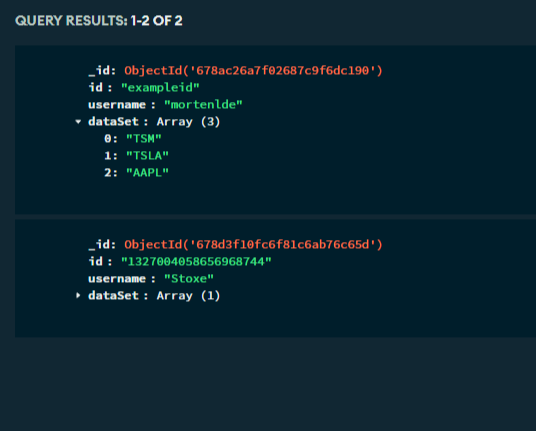 QUERY RESULTS: 1-2 OF 2
_id: ObjectId('678ac26a7f02687c9f6dc190')
id : "exampleid"
username : "mortenlde"
dataSet : Array (3)
0: "TSM"
1: "TSLA"
2: "AAPL"
_id: ObjectId('678d3f10fc6f81c6ab76c65d')
id : "1327004058656968744"
username : "Stoxe"
dataSet : Array (1)